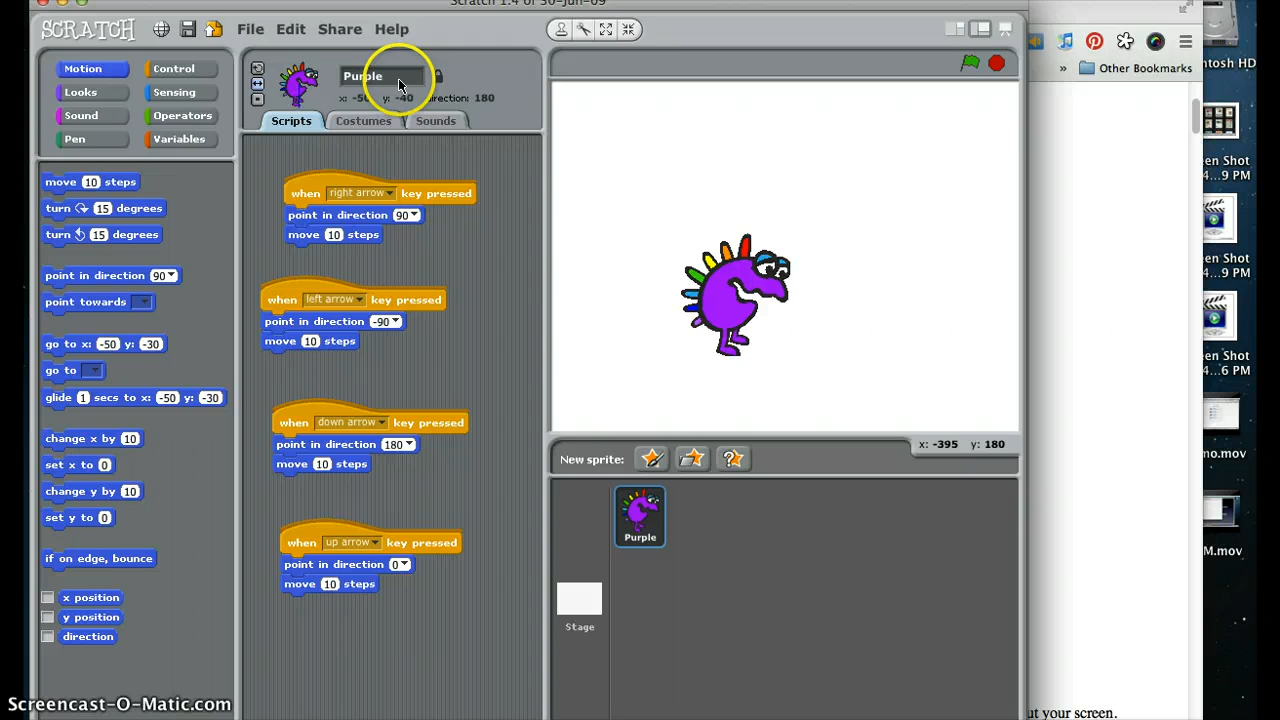 Scratch 1.4 of 30-Jun-09
SCRATCH
File Edit Share Help
Motion Control
Looks Sensing
Sound Operators
Pen Variables
Purple
x: -50 y: -40 direction: 180
Scripts Costumes Sounds
move 10 steps
turn 15 degrees
turn 15 degrees
point in direction 90
point towards
go to x: -50 y: -30
go to
glide 1 secs to x: -50 y: -30
change x by 10
set x to 0
change y by 10
set y to 0
if on edge, bounce
x position
y position
direction
when right arrow key pressed
point in direction 90
move 10 steps
when left arrow key pressed
point in direction -90
move 10 steps
when down arrow key pressed
point in direction 180
move 10 steps
when up arrow key pressed
point in direction 0
move 10 steps
x: -395 y: 180
New sprite:
Purple
Stage
» Other Bookmarks
ntosh HD
een Shot
4...9 PM
een Shot
4...9 PM
een Shot
4...6 PM
mo.mov
M.mov
ut your screen.
Screencast-O-Matic.com